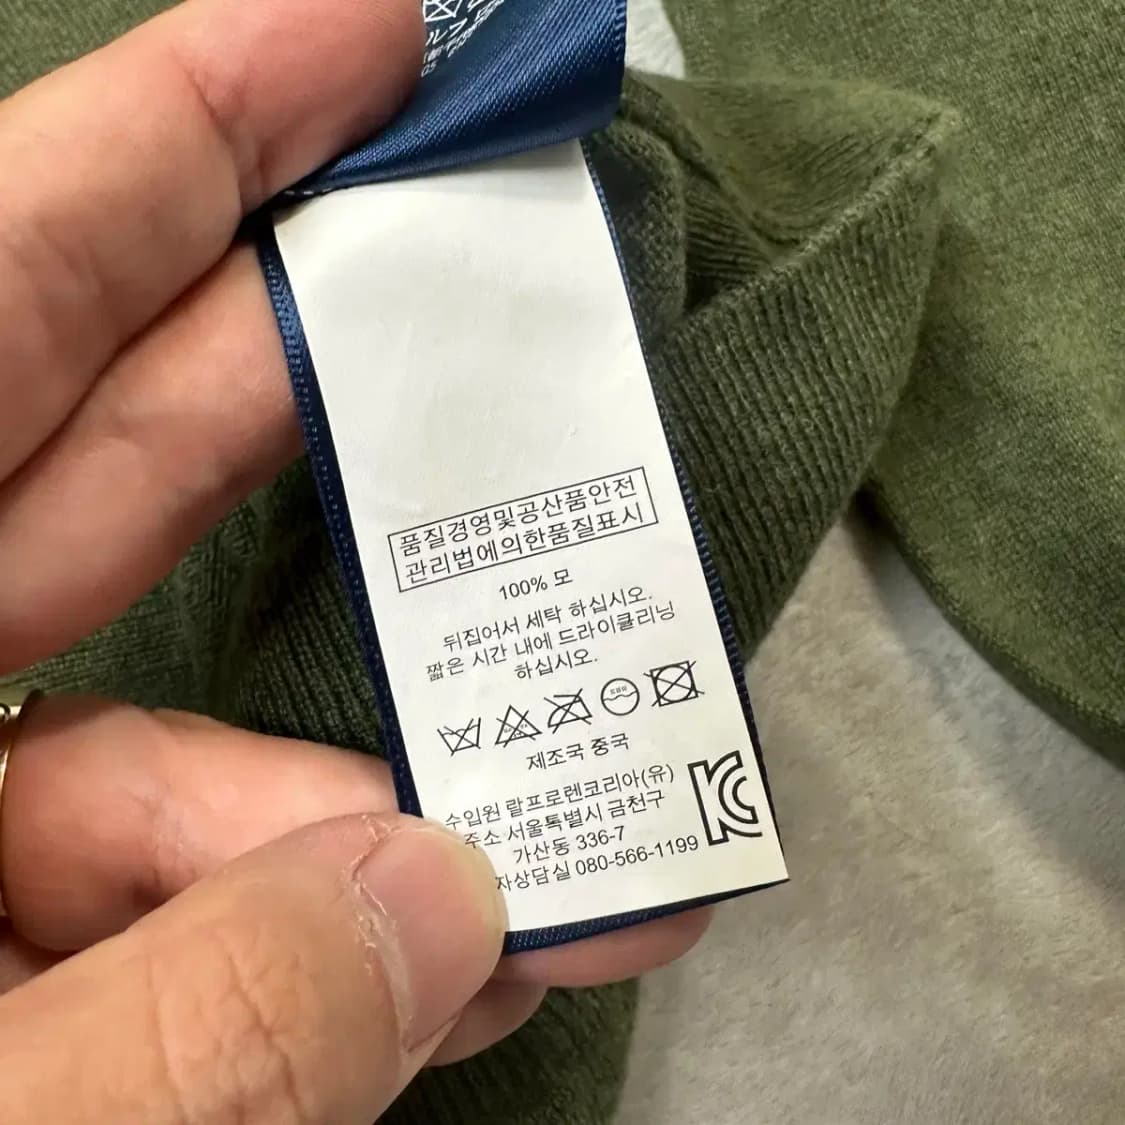 품질경영및공산품안전
관리법에의한품질표시
100% 모
뒤집어서 세탁 하십시오.
짧은 시간 내에 드라이클리닝
하십시오.
제조국 중국
수입원 랄프로렌코리아(유)
주소 서울특별시 금천구
가산동 336-7
자상담실 080-566-1199